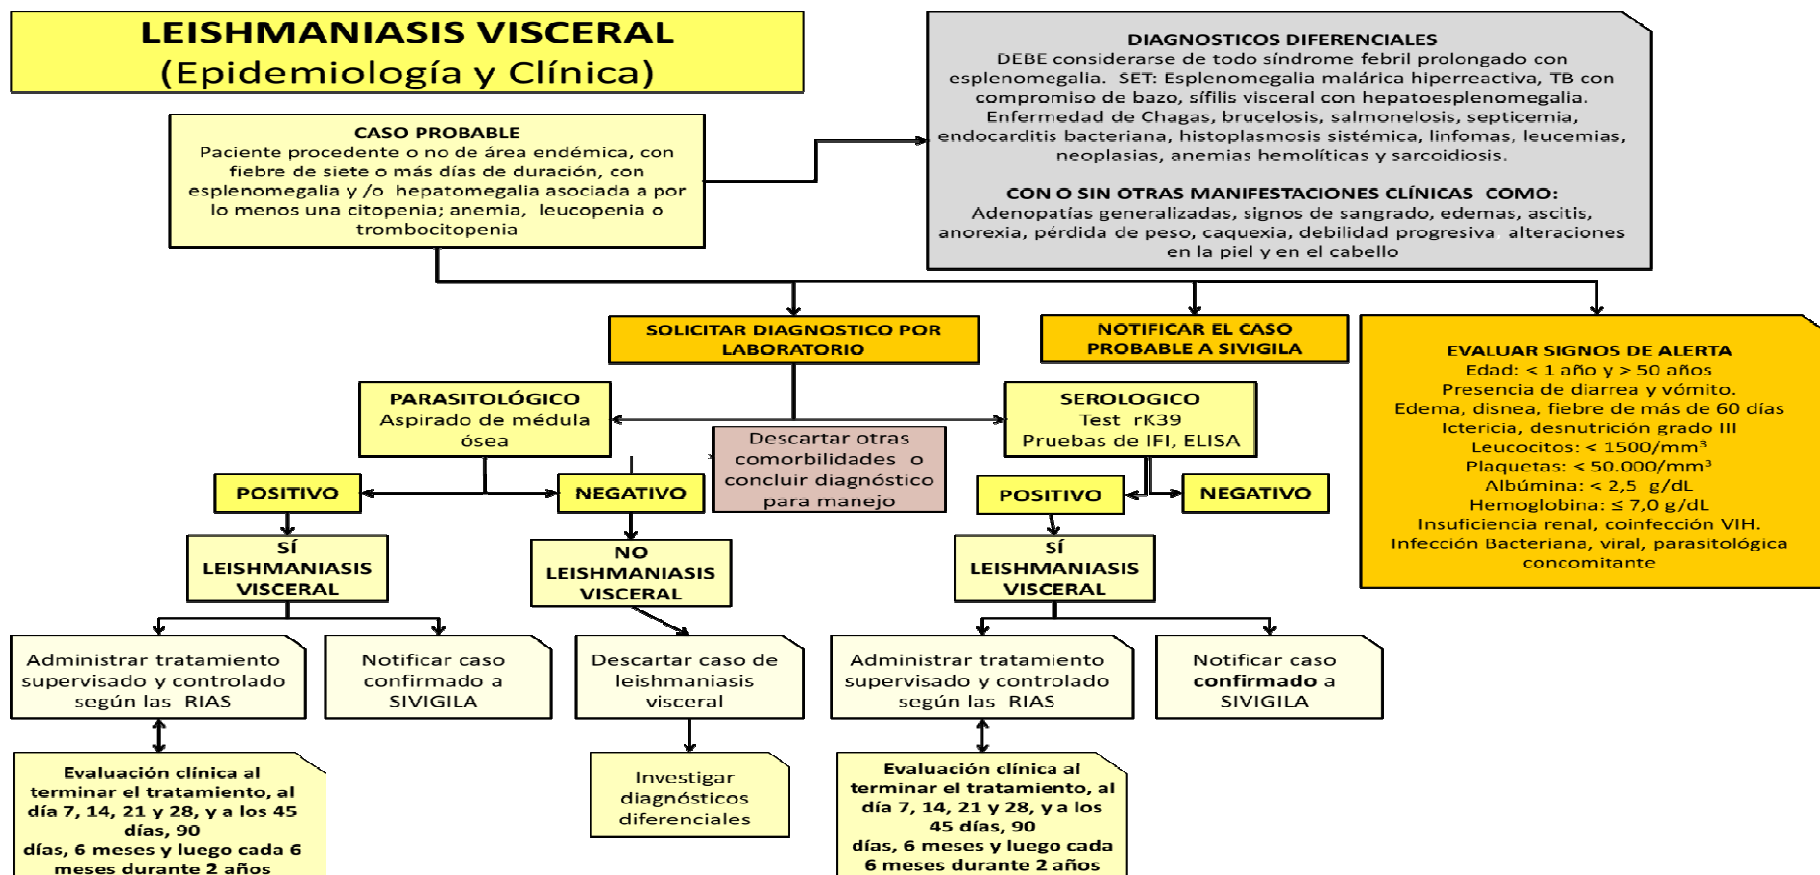 LEISHMANIASIS VISCERAL
(Epidemiología y Clínica)
DIAGNOSTICOS DIFERENCIALES
DEBE considerarse de todo síndrome febril prolongado con
esplenomegalia. SET: Esplenomegalia malárica hiperreactiva, TB con
compromiso de bazo, sífilis visceral con hepatoesplenomegalia.
Enfermedad de Chagas, brucelosis, salmonelosis, septicemia,
endocarditis bacteriana, histoplasmosis sistémica, linfomas, leucemias,
neoplasias, anemias hemolíticas y sarcoidiosis.
CON O SIN OTRAS MANIFESTACIONES CLÍNICAS COMO:
Adenopatías generalizadas, signos de sangrado, edemas, ascitis,
anorexia, pérdida de peso, caquexia, debilidad progresiva, alteraciones
en la piel y en el cabello
CASO PROBABLE
Paciente procedente o no de área endémica, con
fiebre de siete o más días de duración, con
esplenomegalia y /o hepatomegalia asociada a por
lo menos una citopenia; anemia, leucopenia o
trombocitopenia
SOLICITAR DIAGNOSTICO POR
LABORATORIO
NOTIFICAR EL CASO
PROBABLE A SIVIGILA
EVALUAR SIGNOS DE ALERTA
Edad: < 1 año y > 50 años
Presencia de diarrea y vómito.
Edema, disnea, fiebre de más de 60 días
Ictericia, desnutrición grado III
Leucocitos: < 1500/mm³
Plaquetas: < 50.000/mm³
Albúmina: < 2,5 g/dL
Hemoglobina: ≤ 7,0 g/dL
Insuficiencia renal, coinfección VIH.
Infección Bacteriana, viral, parasitológica
concomitante
PARASITOLÓGICO
Aspirado de médula
ósea
SEROLOGICO
Test rK39
Pruebas de IFI, ELISA
Descartar otras
comorbilidades o
concluir diagnóstico
para manejo
POSITIVO
NEGATIVO
POSITIVO
NEGATIVO
SÍ
LEISHMANIASIS
VISCERAL
NO
LEISHMANIASIS
VISCERAL
SÍ
LEISHMANIASIS
VISCERAL
Administrar tratamiento
supervisado y controlado
según las RIAS
Notificar caso
confirmado a
SIVIGILA
Descartar caso de
leishmaniasis
visceral
Administrar tratamiento
supervisado y controlado
según las RIAS
Notificar caso
confirmado a
SIVIGILA
Evaluación clínica al
terminar el tratamiento, al
día 7, 14, 21 y 28, y a los 45
días, 90
días, 6 meses y luego cada 6
meses durante 2 años
Investigar
diagnósticos
diferenciales
Evaluación clínica al
terminar el tratamiento, al
día 7, 14, 21 y 28, y a los
45 días, 90
días, 6 meses y luego cada
6 meses durante 2 años